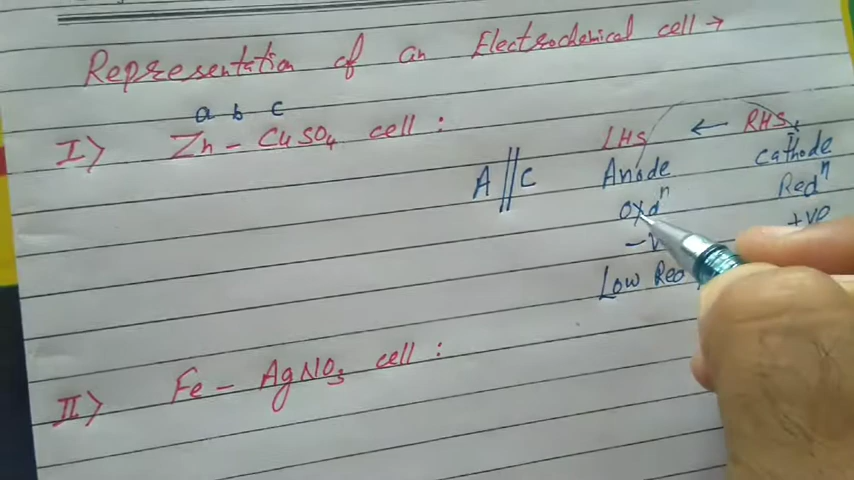 Representation of an Electrochemical cell →
a b c
I> Zn - CuSO4 cell :
LHS ← RHS
A || C
Anode Cathode
Oxdⁿ Redⁿ
-v +ve
Low Red
II> Fe - AgNO3 cell :